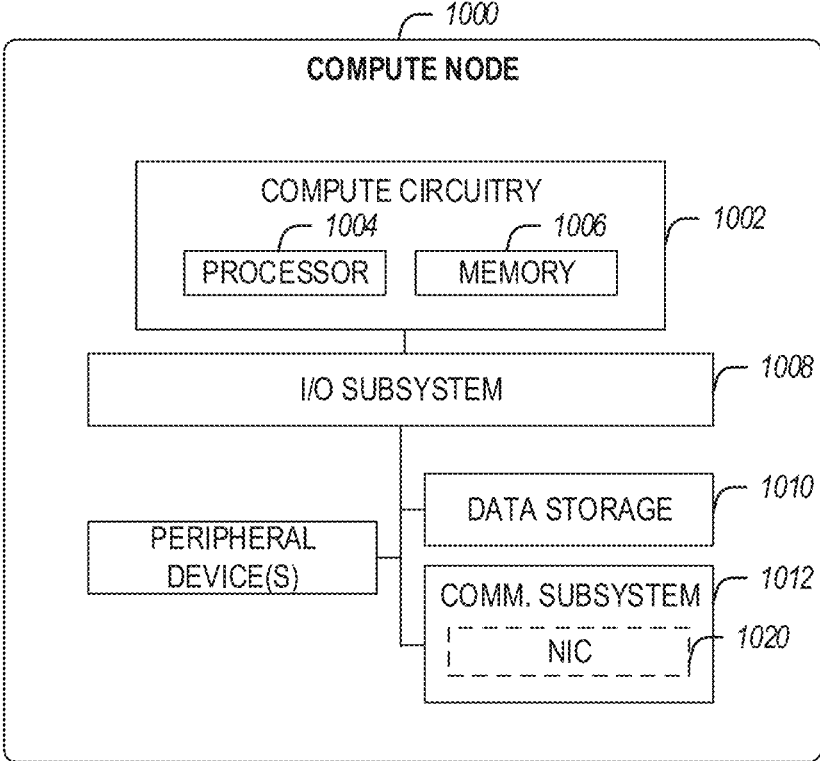 1000
COMPUTE NODE
COMPUTE CIRCUITRY
1002
1004
1006
PROCESSOR
MEMORY
I/O SUBSYSTEM
1008
DATA STORAGE
1010
PERIPHERAL
DEVICE(S)
COMM. SUBSYSTEM
1012
NIC
1020